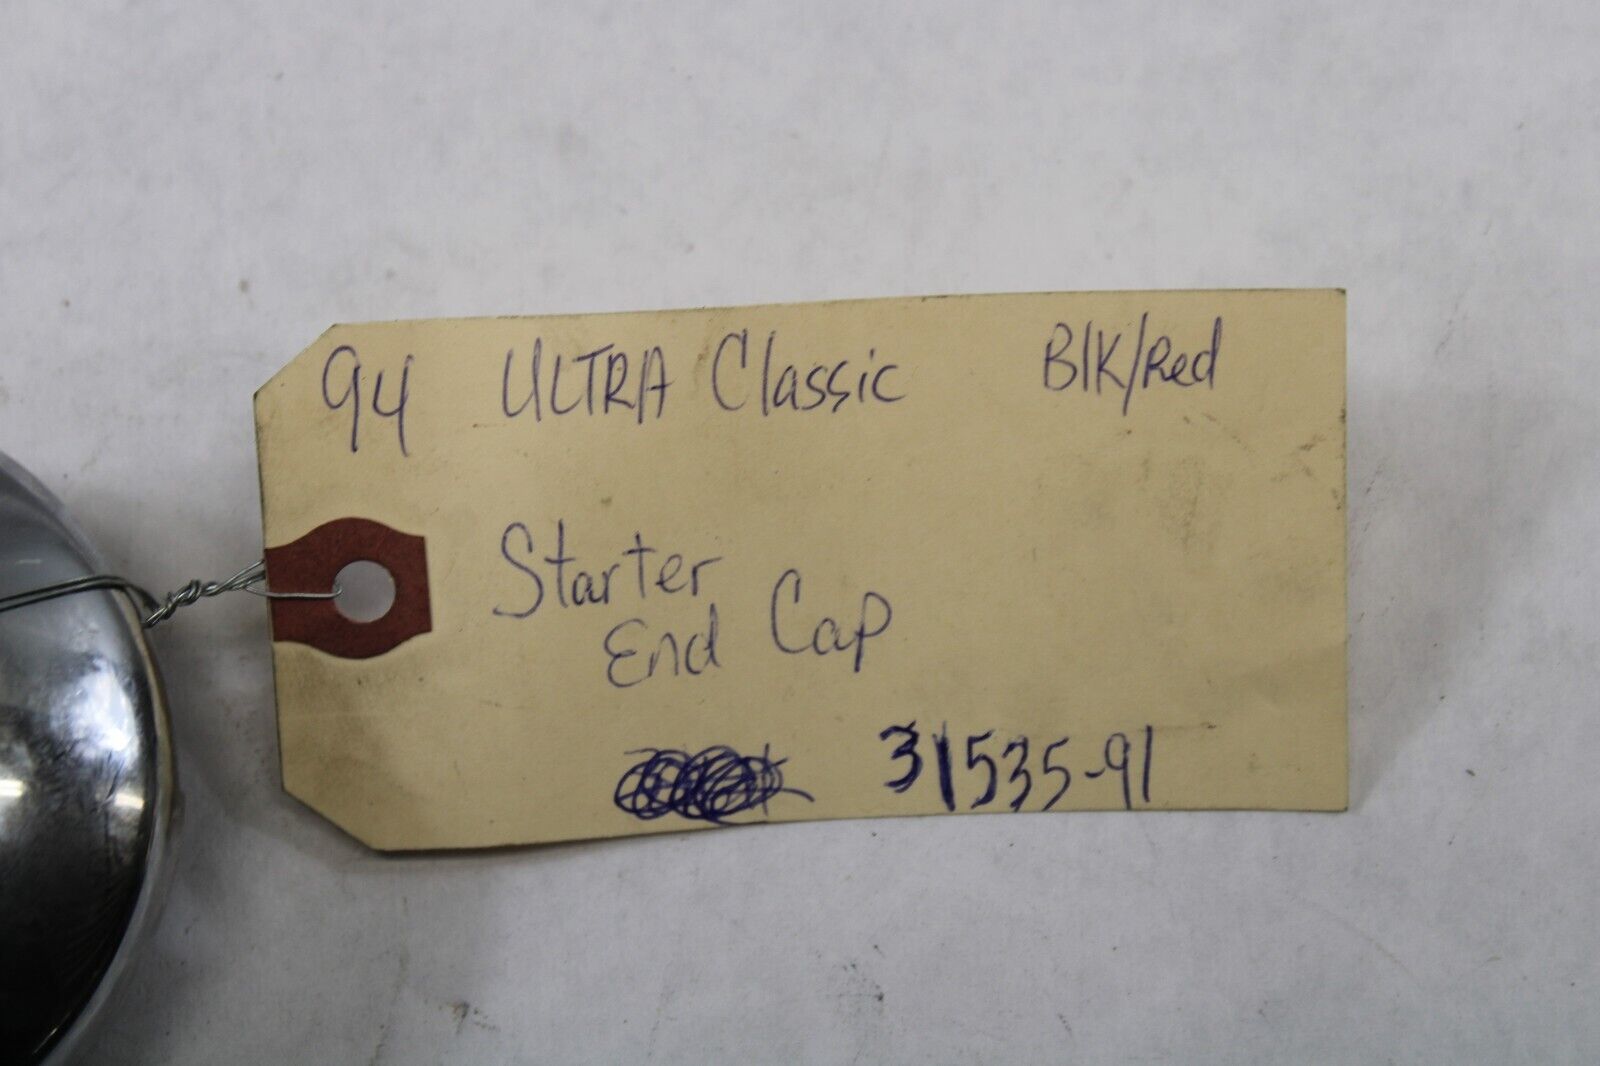 94 ULTRA Classic Blk/Red
Starter
End Cap
31535-91